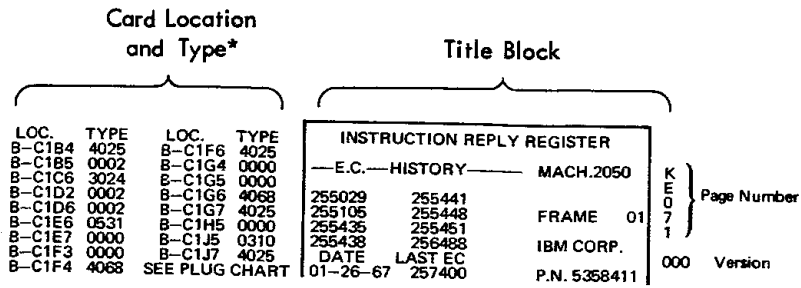 Card Location
and Type*
Title Block
LOC. TYPE LOC. TYPE
B-C1B4 4025 B-C1F6 4025
B-C1B5 0002 B-C1G4 0000
B-C1C6 3024 B-C1G5 0000
B-C1D2 0002 B-C1G6 4068
B-C1D6 0002 B-C1G7 4025
B-C1E6 0531 B-C1H5 0000
B-C1E7 0000 B-C1J5 0310
B-C1F3 0000 B-C1J7 4025
B-C1F4 4068 SEE PLUG CHART
INSTRUCTION REPLY REGISTER
—E.C.—HISTORY—— MACH.2050
255029 255441
255105 255448 FRAME 01
255435 255451
255438 256488 IBM CORP.
DATE LAST EC
01-26-67 257400 P.N. 5358411
KE071
Page Number
000 Version